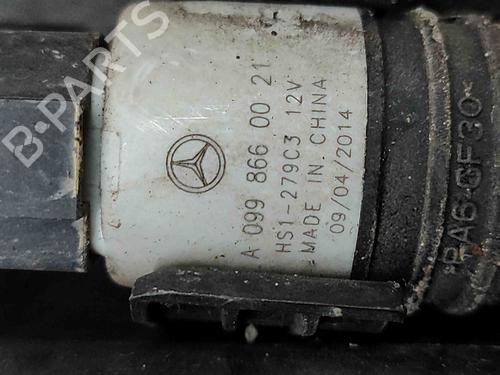 A 099 866 00 21
HS1-279C3 12V
MADE IN CHINA
09/04/2014
>PA6-GF30<
B-PARTS